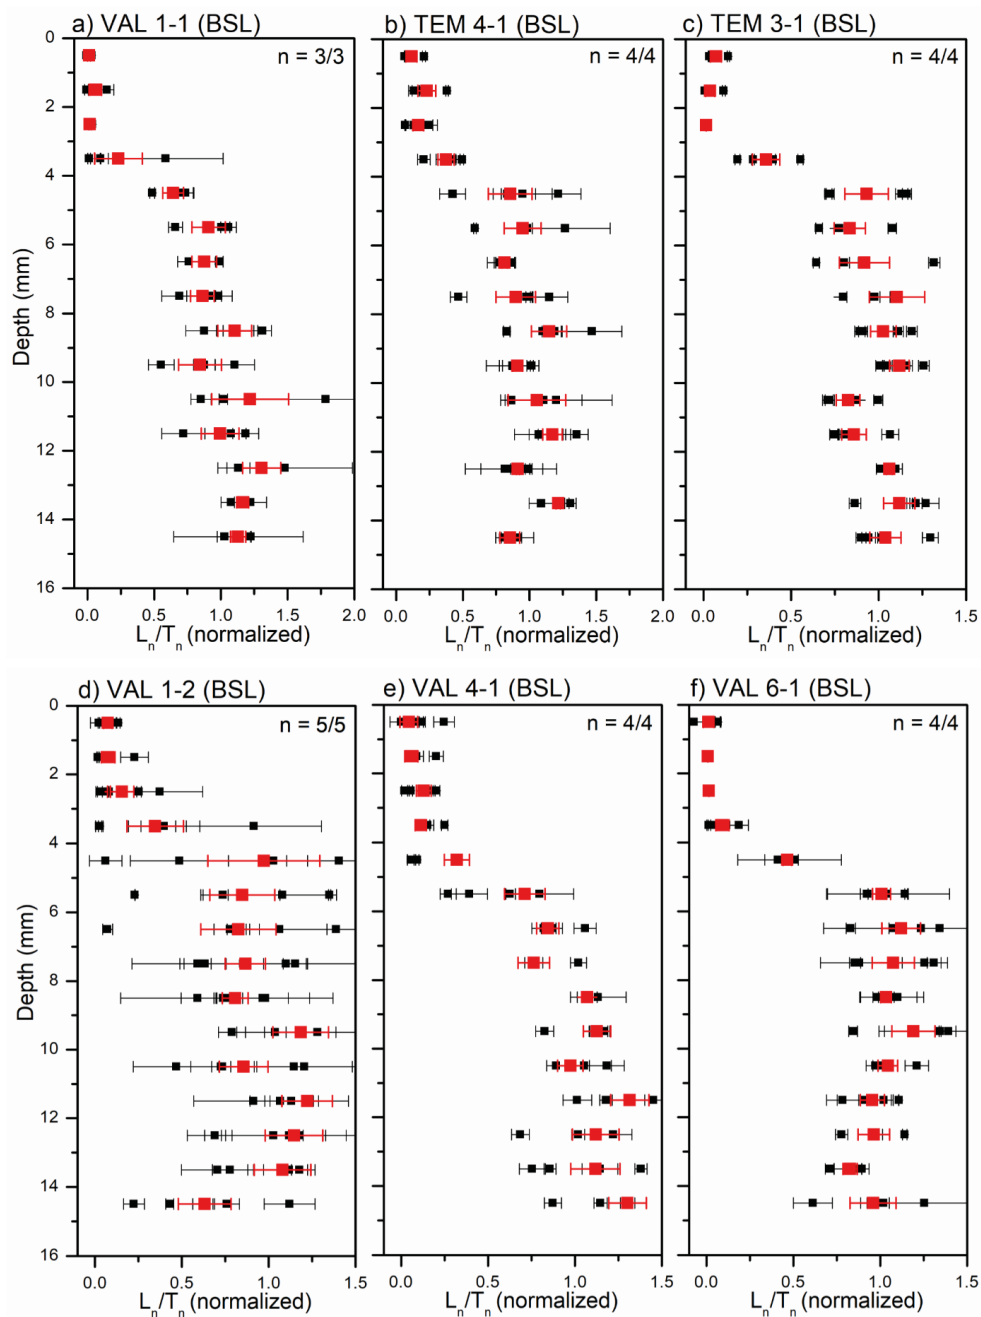 a) VAL 1-1 (BSL)
b) TEM 4-1 (BSL)
c) TEM 3-1 (BSL)
n = 3/3
n = 4/4
n = 4/4
0
2
4
6
8
10
12
14
16
Depth (mm)
0.0 0.5 1.0 1.5 2.0
0.0 0.5 1.0 1.5 2.0
0.0 0.5 1.0 1.5
Ln/Tn (normalized)
Ln/Tn (normalized)
Ln/Tn (normalized)
d) VAL 1-2 (BSL)
e) VAL 4-1 (BSL)
f) VAL 6-1 (BSL)
n = 5/5
n = 4/4
n = 4/4
0
2
4
6
8
10
12
14
16
Depth (mm)
0.0 0.5 1.0 1.5
0.0 0.5 1.0 1.5
0.0 0.5 1.0 1.5
Ln/Tn (normalized)
Ln/Tn (normalized)
Ln/Tn (normalized)